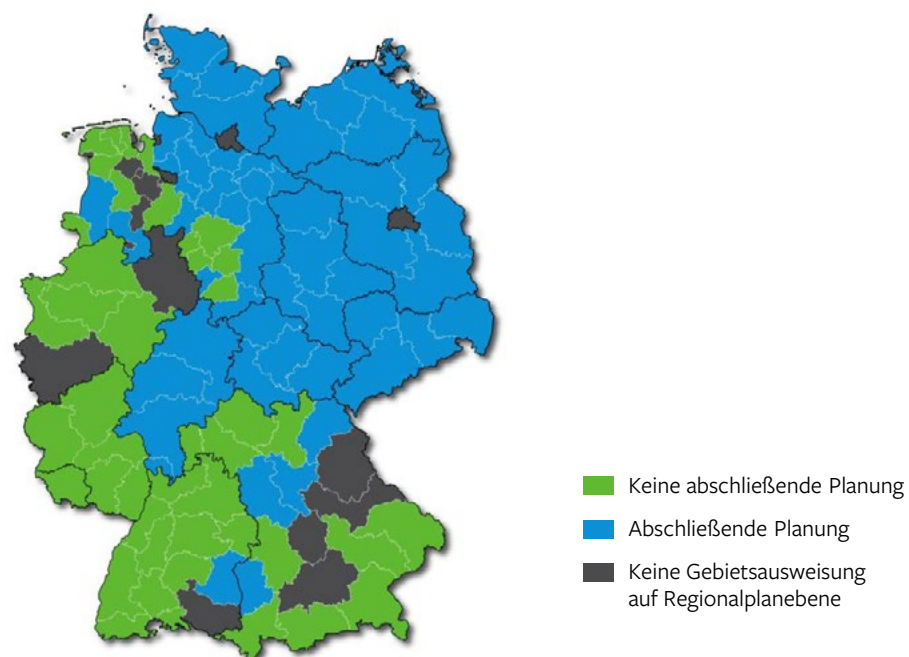 Keine abschließende Planung
Abschließende Planung
Keine Gebietsausweisung
auf Regionalplanebene